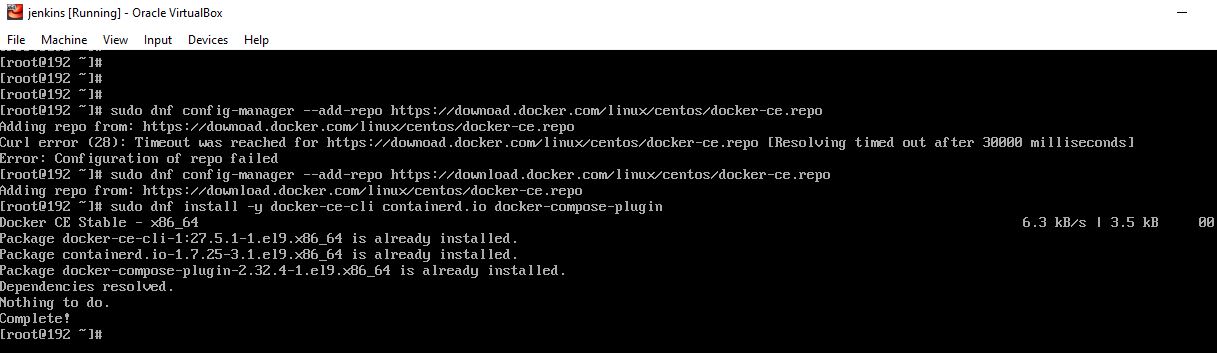 jenkins [Running] - Oracle VirtualBox
File Machine View Input Devices Help
[root@192 ~]#
[root@192 ~]#
[root@192 ~]#
[root@192 ~]# sudo dnf config-manager --add-repo https://downoad.docker.com/linux/centos/docker-ce.repo
Adding repo from: https://downoad.docker.com/linux/centos/docker-ce.repo
Curl error (28): Timeout was reached for https://downoad.docker.com/linux/centos/docker-ce.repo [Resolving timed out after 30000 milliseconds]
Error: Configuration of repo failed
[root@192 ~]# sudo dnf config-manager --add-repo https://download.docker.com/linux/centos/docker-ce.repo
Adding repo from: https://download.docker.com/linux/centos/docker-ce.repo
[root@192 ~]# sudo dnf install -y docker-ce-cli containerd.io docker-compose-plugin
Docker CE Stable - x86_64 6.3 kB/s | 3.5 kB 00
Package docker-ce-cli-1:27.5.1-1.el9.x86_64 is already installed.
Package containerd.io-1.7.25-3.1.el9.x86_64 is already installed.
Package docker-compose-plugin-2.32.4-1.el9.x86_64 is already installed.
Dependencies resolved.
Nothing to do.
Complete!
[root@192 ~]#